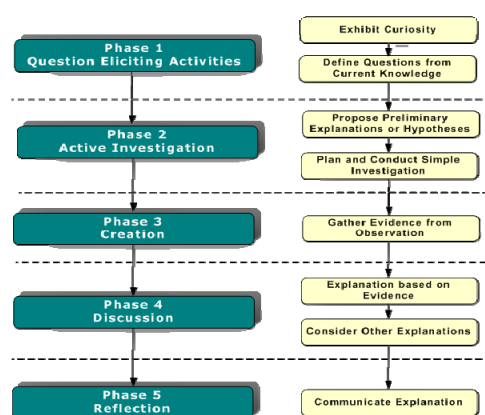 Phase 1
Question Eliciting Activities
Exhibit Curiosity
Define Questions from
Current Knowledge
Phase 2
Active Investigation
Propose Preliminary
Explanations or Hypotheses
Plan and Conduct Simple
Investigation
Phase 3
Creation
Gather Evidence from
Observation
Phase 4
Discussion
Explanation based on
Evidence
Consider Other Explanations
Phase 5
Reflection
Communicate Explanation